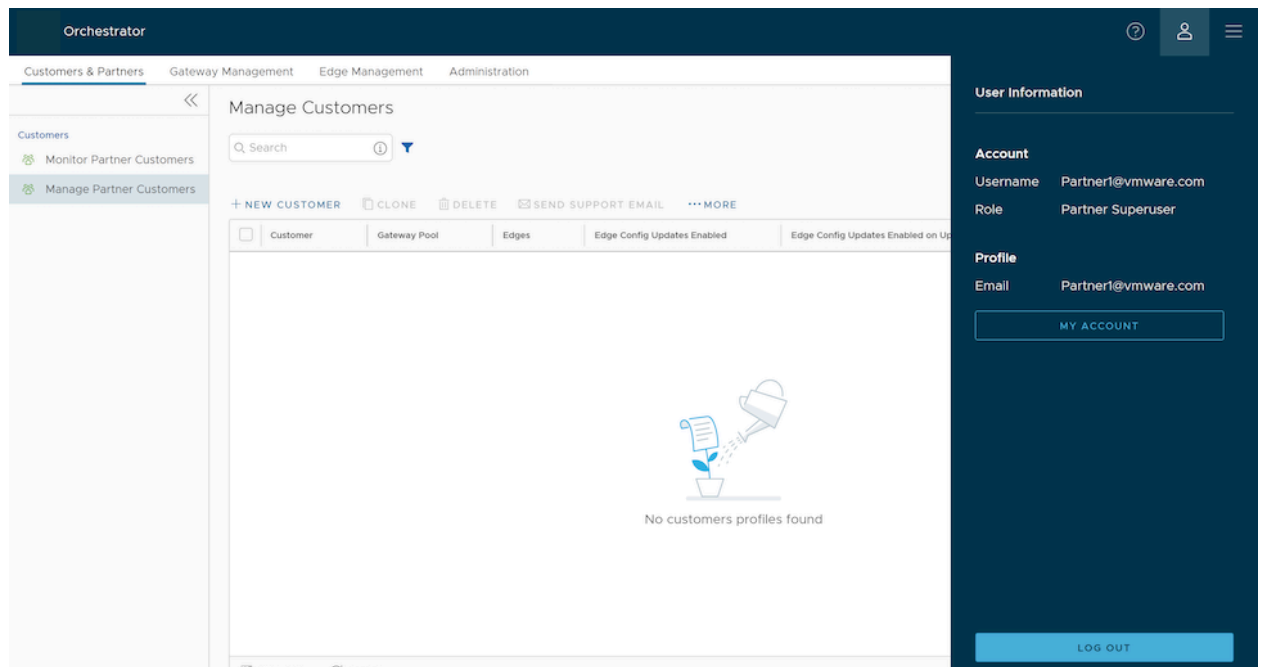 Orchestrator
Customers & Partners Gateway Management Edge Management Administration
Customers
Monitor Partner Customers
Manage Partner Customers
Manage Customers
Search
NEW CUSTOMER CLONE DELETE SEND SUPPORT EMAIL MORE
Customer Gateway Pool Edges Edge Config Updates Enabled Edge Config Updates Enabled on Up
No customers profiles found
User Information
Account
Username Partner1@vmware.com
Role Partner Superuser
Profile
Email Partner1@vmware.com
MY ACCOUNT
LOG OUT